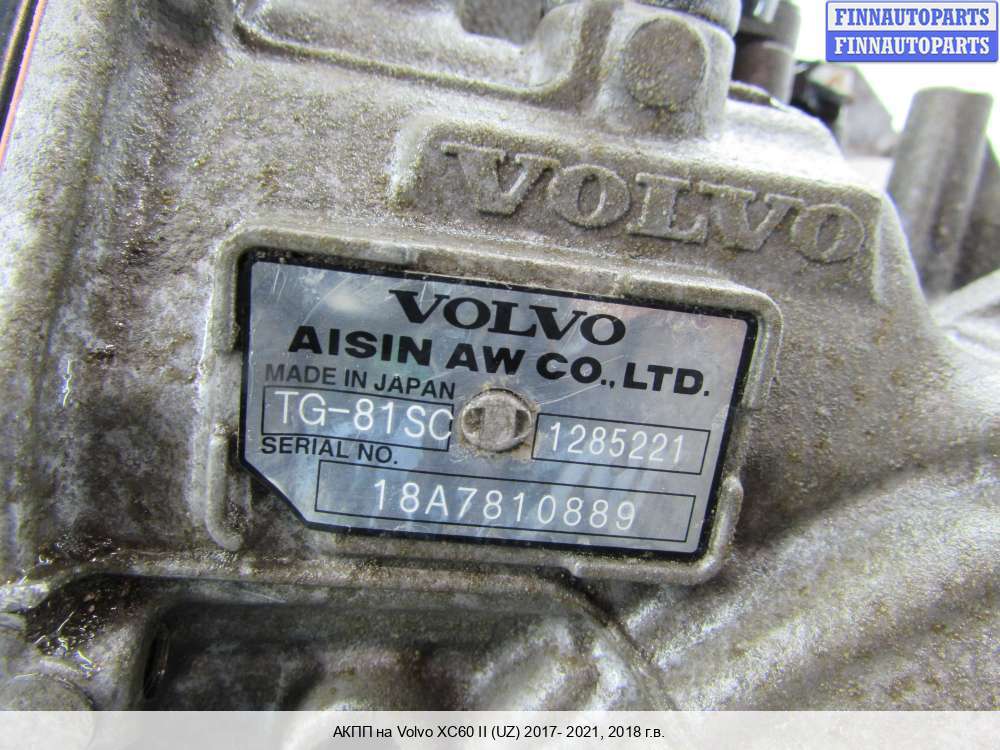 FINNAUTOPARTS
FINNAUTOPARTS
VOLVO
VOLVO
AISIN AW CO., LTD.
MADE IN JAPAN
TG-81SC 1285221
SERIAL NO.
18A7810889
АКПП на Volvo XC60 II (UZ) 2017- 2021, 2018 г.в.